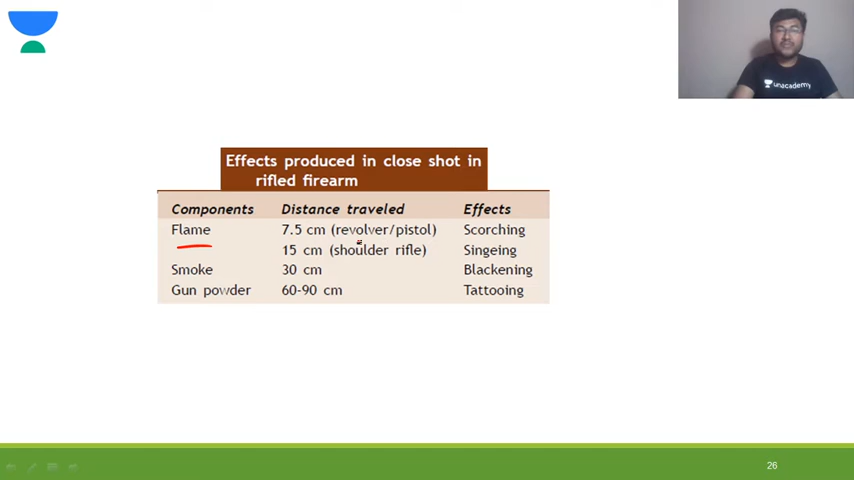 unacademy
Effects produced in close shot in
rifled firearm
Components Distance traveled Effects
Flame 7.5 cm (revolver/pistol) Scorching
15 cm (shoulder rifle) Singeing
Smoke 30 cm Blackening
Gun powder 60-90 cm Tattooing
26